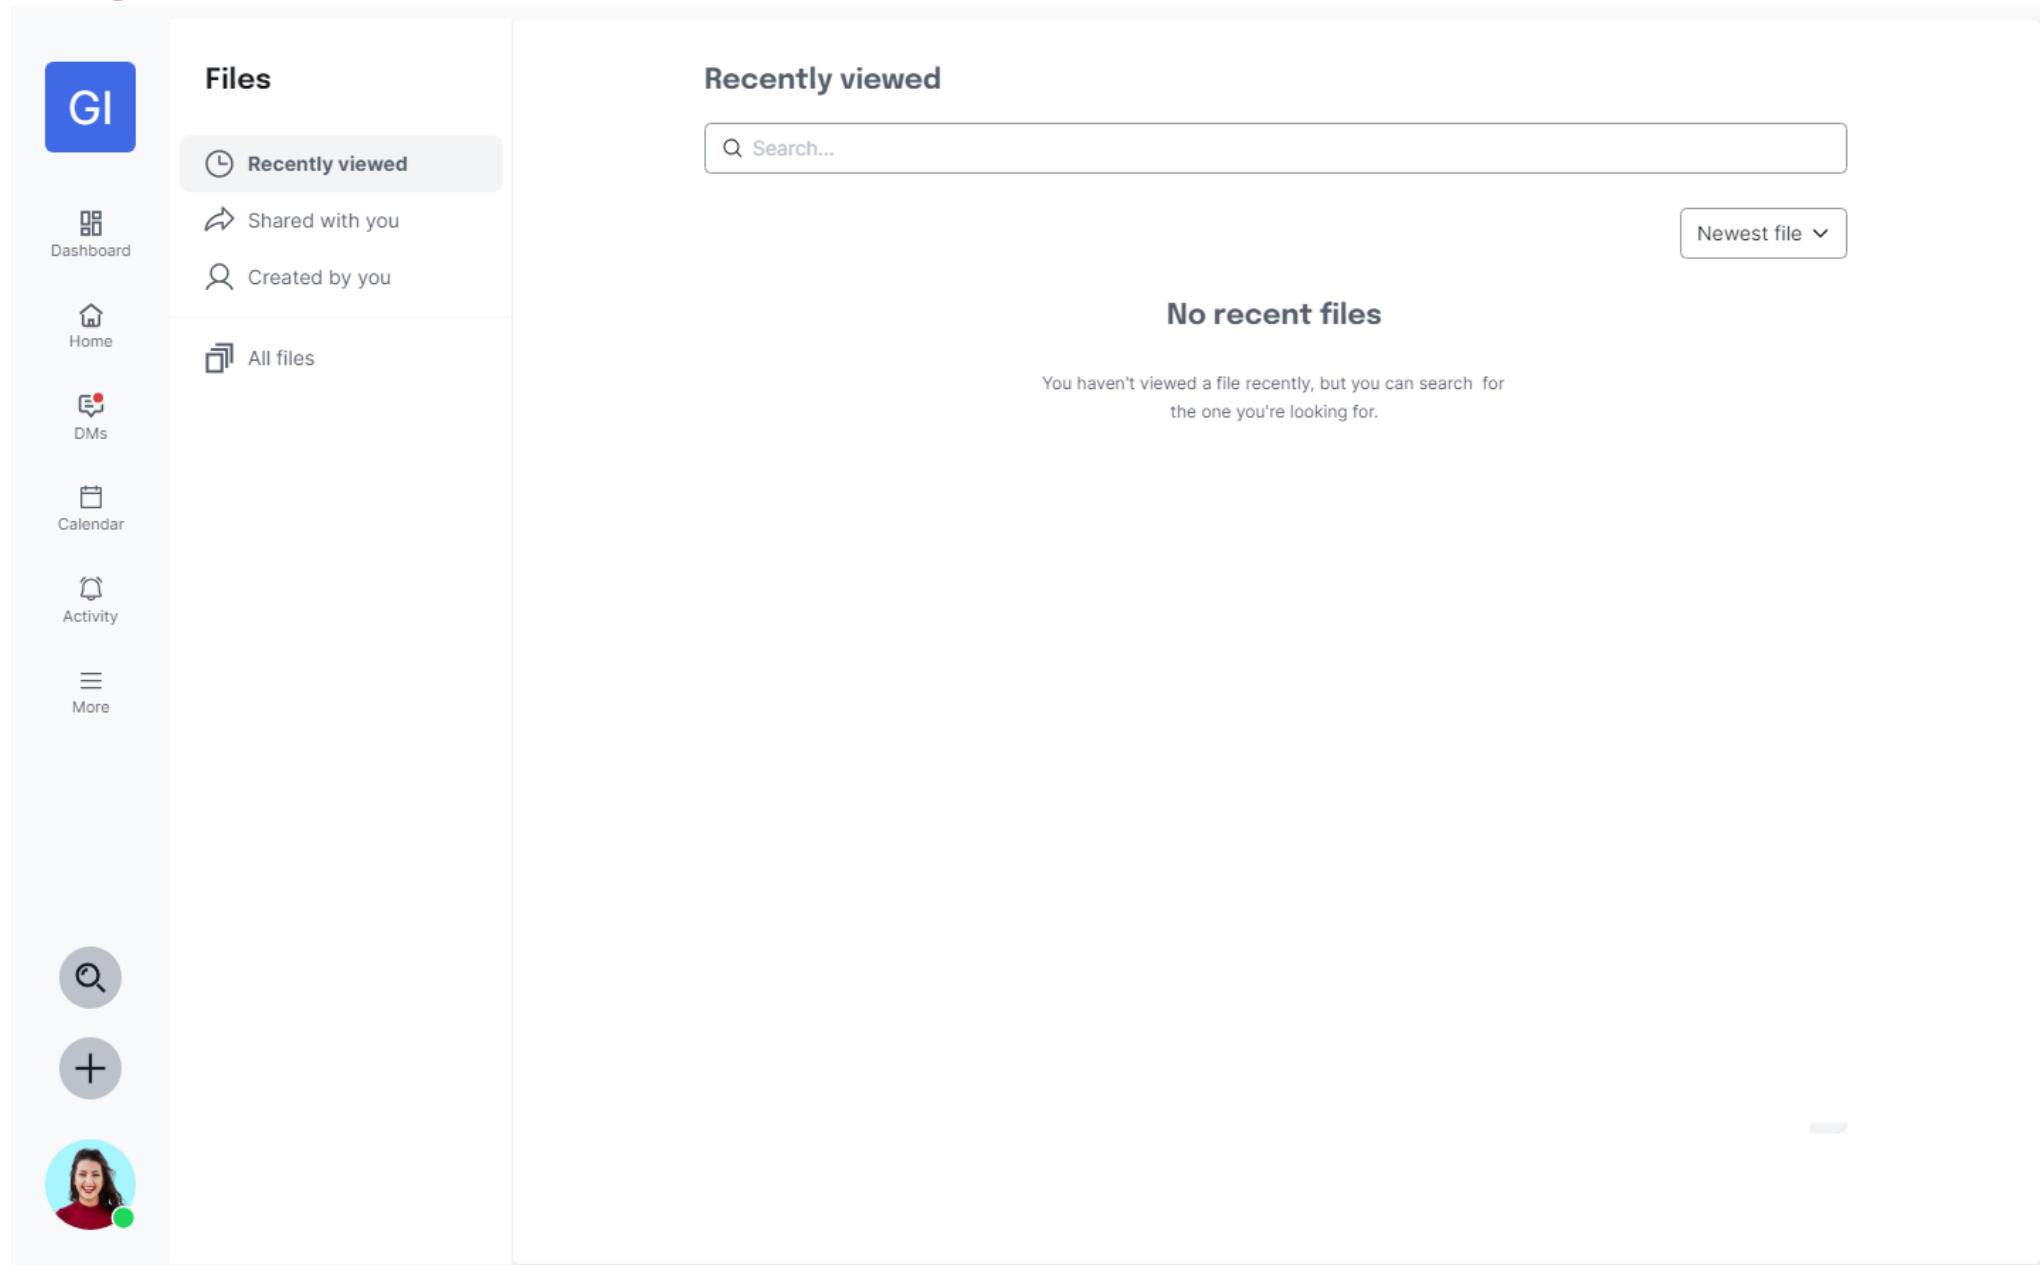 GI
Dashboard
Home
DMs
Calendar
Activity
More
Files
Recently viewed
Shared with you
Created by you
All files
Recently viewed
Search...
Newest file
No recent files
You haven't viewed a file recently, but you can search for
the one you're looking for.